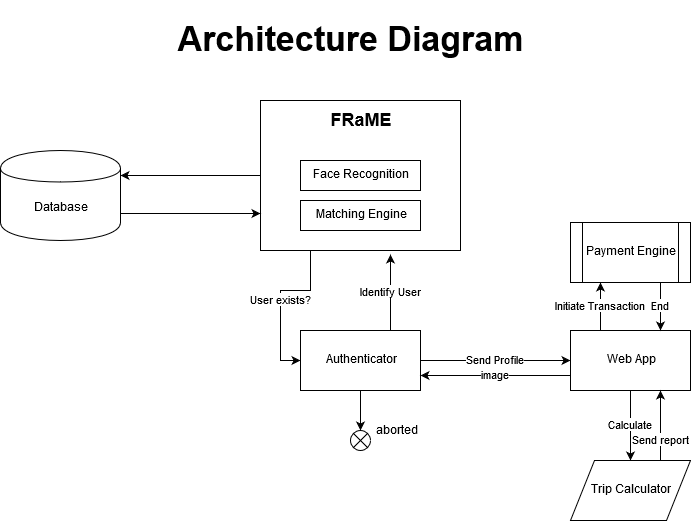 Architecture Diagram
FRaME
Face Recognition
Matching Engine
Database
Payment Engine
User exists?
Identify User
Initiate Transaction
End
Authenticator
Send Profile
image
Web App
aborted
Calculate
Send report
Trip Calculator